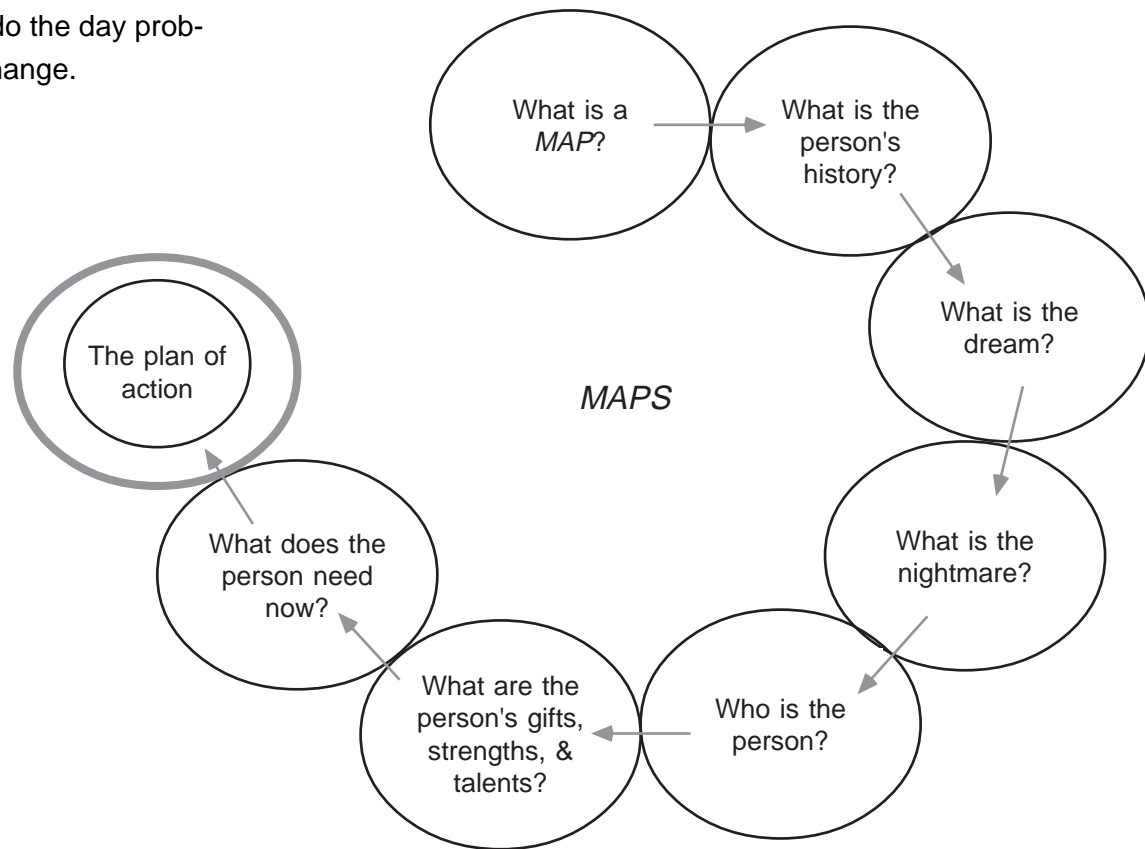 do the day prob-
hange.
What is a
MAP?
What is the
person's
history?
What is the
dream?
What is the
nightmare?
Who is the
person?
What are the
person's gifts,
strengths, &
talents?
What does the
person need
now?
The plan of
action
MAPS